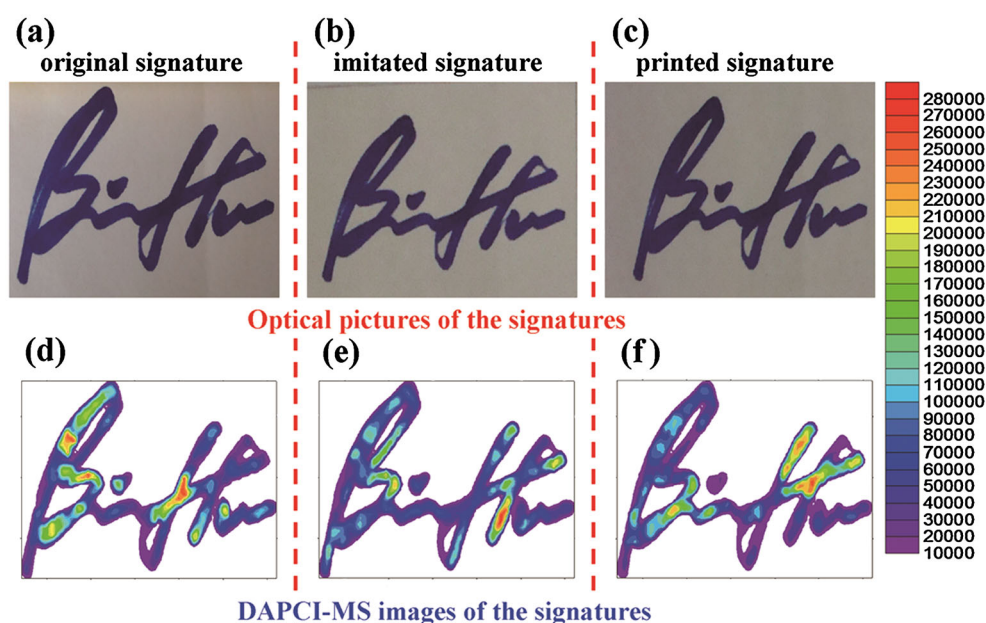 (a)
original signature
(b)
imitated signature
(c)
printed signature
Optical pictures of the signatures
(d)
(e)
(f)
DAPCI-MS images of the signatures
280000
270000
260000
250000
240000
230000
220000
210000
200000
190000
180000
170000
160000
150000
140000
130000
120000
110000
100000
90000
80000
70000
60000
50000
40000
30000
20000
10000